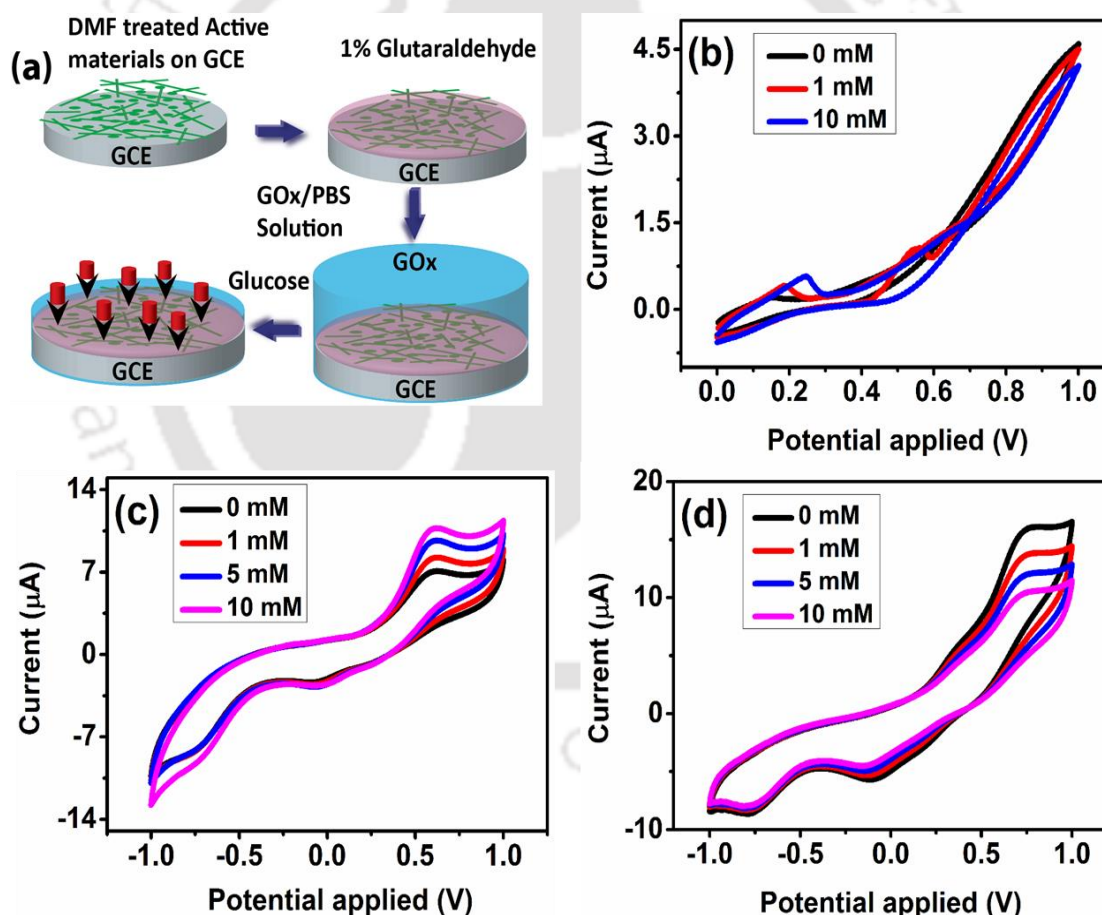 (a)
DMF treated Active
materials on GCE
1% Glutaraldehyde
GCE
GCE
GOx/PBS
Solution
GOx
Glucose
GCE
GCE
(b)
0 mM
1 mM
10 mM
4.5
3.0
1.5
0.0
Current (μA)
0.0 0.2 0.4 0.6 0.8 1.0
Potential applied (V)
(c)
0 mM
1 mM
5 mM
10 mM
14
7
0
-7
-14
Current (μA)
-1.0 -0.5 0.0 0.5 1.0
Potential applied (V)
(d)
0 mM
1 mM
5 mM
10 mM
20
10
0
-10
Current (μA)
-1.0 -0.5 0.0 0.5 1.0
Potential applied (V)